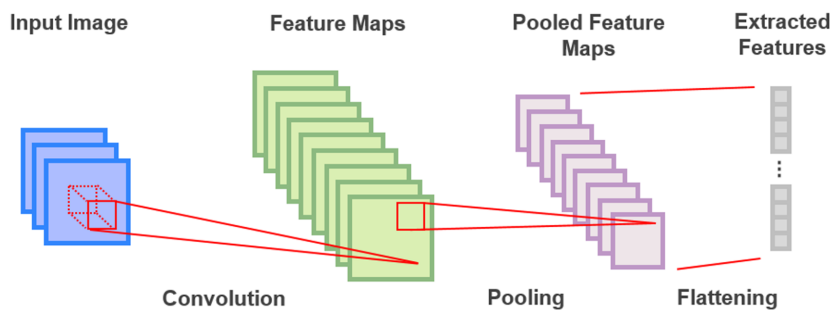 Input Image
Feature Maps
Pooled Feature
Maps
Extracted
Features
Convolution
Pooling
Flattening